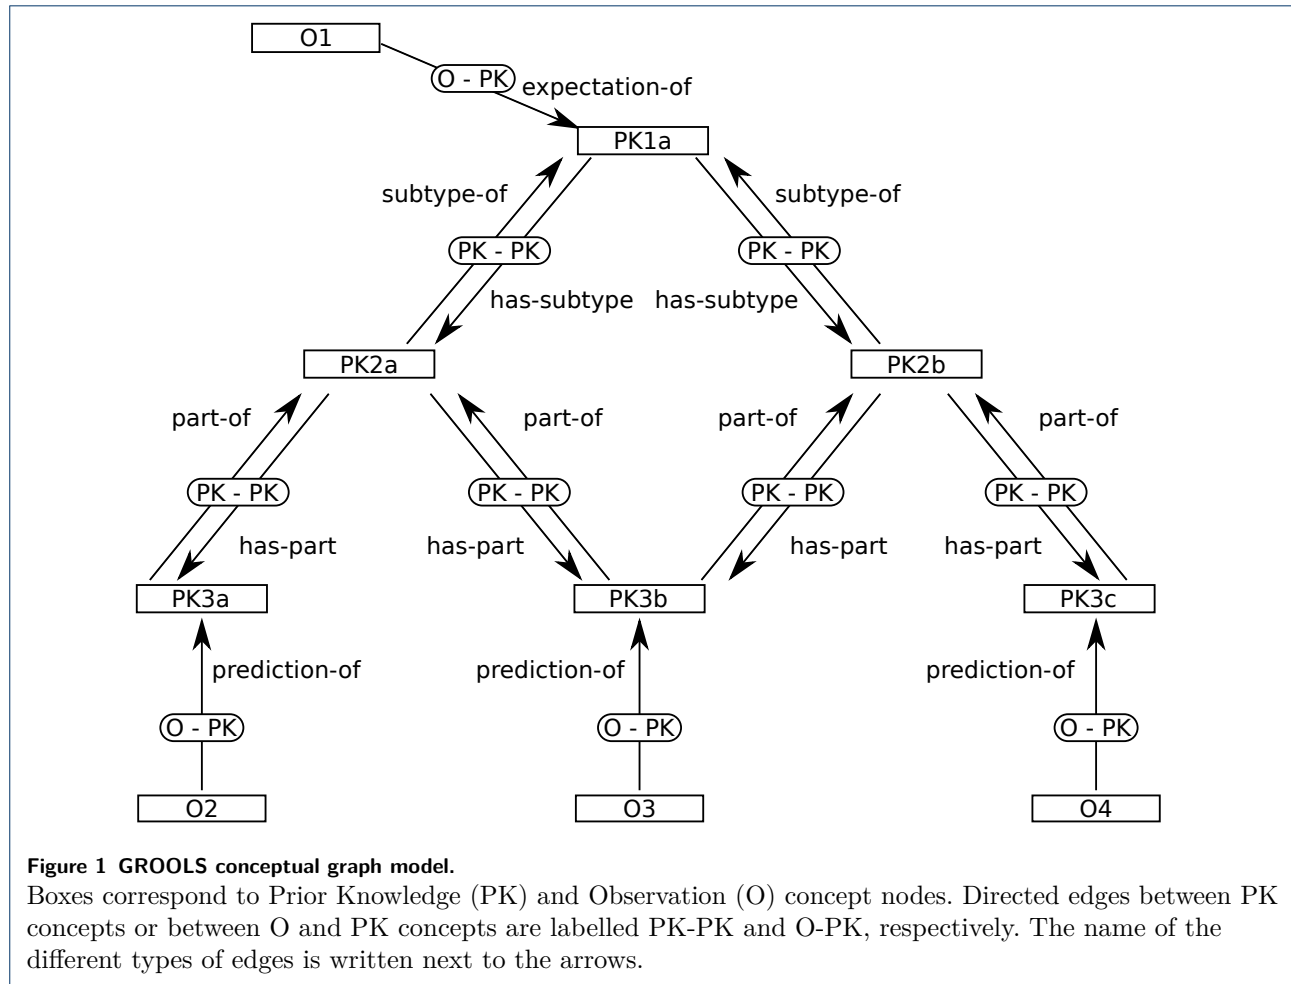 O1
O - PK
expectation-of
PK1a
subtype-of
subtype-of
PK - PK
PK - PK
has-subtype
has-subtype
PK2a
PK2b
part-of
part-of
part-of
part-of
PK - PK
PK - PK
PK - PK
PK - PK
has-part
has-part
has-part
has-part
PK3a
PK3b
PK3c
prediction-of
prediction-of
prediction-of
O - PK
O - PK
O - PK
O2
O3
O4
Figure 1 GROOLS conceptual graph model.
Boxes correspond to Prior Knowledge (PK) and Observation (O) concept nodes. Directed edges between PK
concepts or between O and PK concepts are labelled PK-PK and O-PK, respectively. The name of the
different types of edges is written next to the arrows.